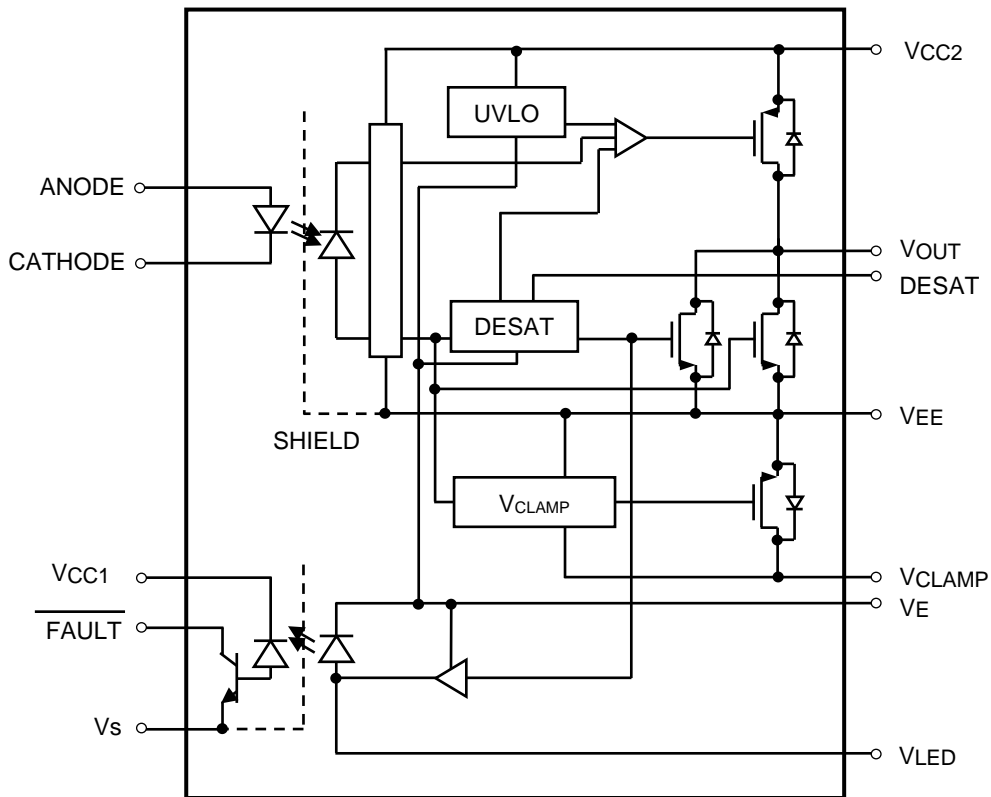 VCC2
UVLO
ANODE
VOUT
CATHODE
DESAT
DESAT
VEE
SHIELD
VCLAMP
VCC1
VCLAMP
VE
FAULT
VS
VLED